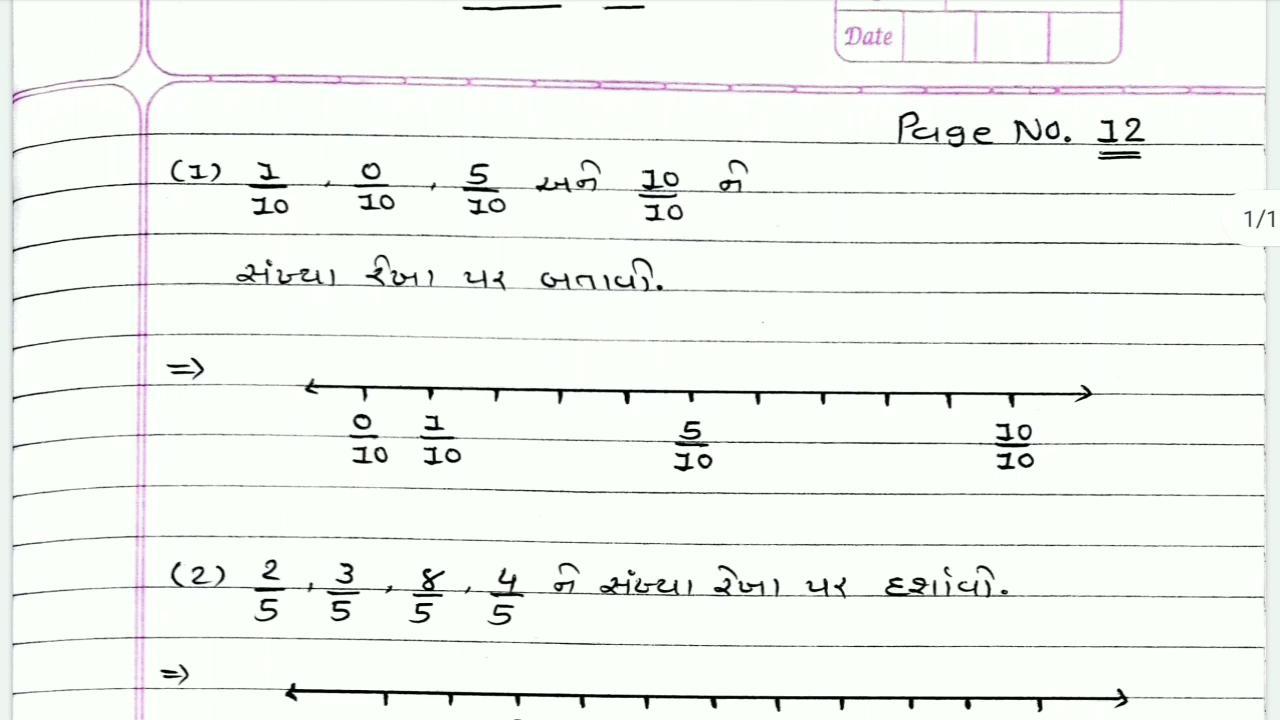 Date
Page No. 12
(1) 1/10, 0/10, 5/10 અને 10/10 ને
સંખ્યા રેખા પર બતાવો.
1/1
=>
0/10 1/10 5/10 10/10
(2) 2/5, 3/5, 8/5, 4/5 ને સંખ્યા રેખા પર દર્શાવો.
=>